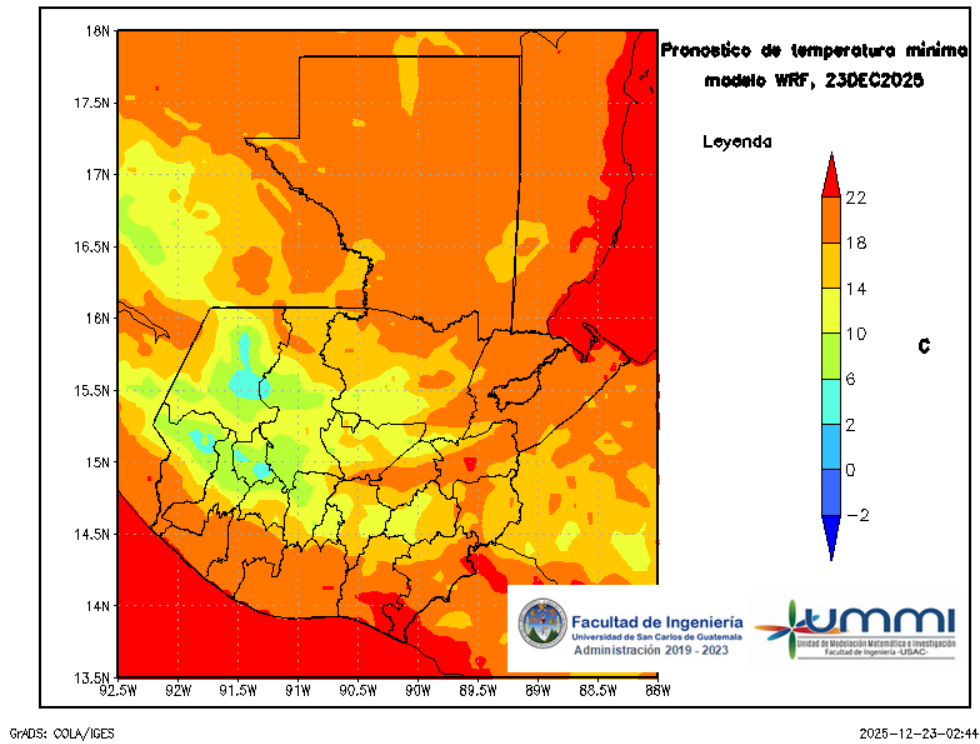 Pronostico de temperatura minima
modelo WRF, 23DEC2025
Leyenda
22
18
14
10
6
2
0
-2
C
18N
17.5N
17N
16.5N
16N
15.5N
15N
14.5N
14N
13.5N
92.5W 92W 91.5W 91W 90.5W 90W 89.5W 89W 88.5W 88W
Facultad de Ingeniería
Universidad de San Carlos de Guatemala
Administración 2019 - 2023
ummi
Unidad de Modelación Matemática e Investigación
Facultad de Ingeniería -USAC-
GrADS: COLA/IGES
2025-12-23-02:44